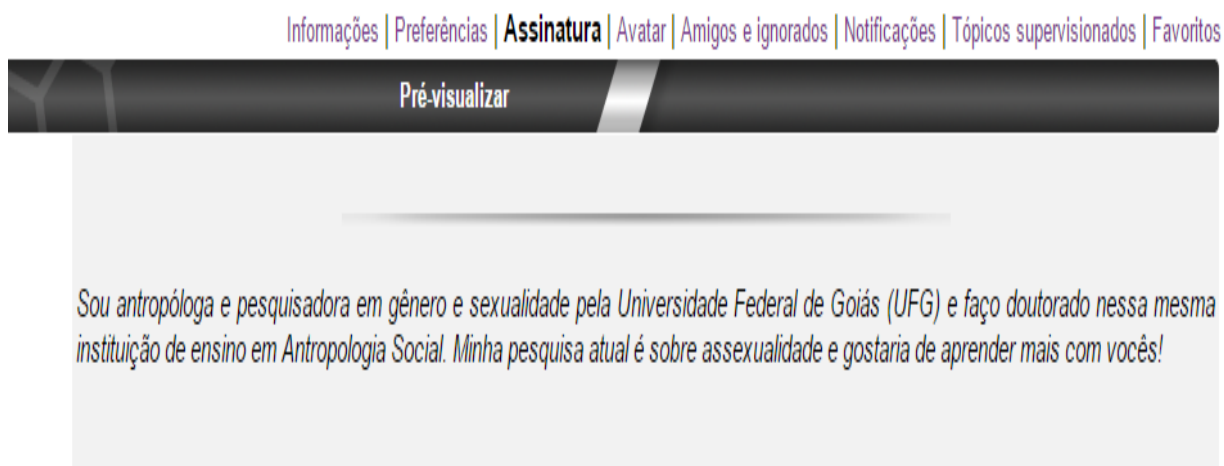 Informações | Preferências | Assinatura | Avatar | Amigos e ignorados | Notificações | Tópicos supervisionados | Favoritos
Pré-visualizar
Sou antropóloga e pesquisadora em gênero e sexualidade pela Universidade Federal de Goiás (UFG) e faço doutorado nessa mesma
instituição de ensino em Antropologia Social. Minha pesquisa atual é sobre assexualidade e gostaria de aprender mais com vocês!